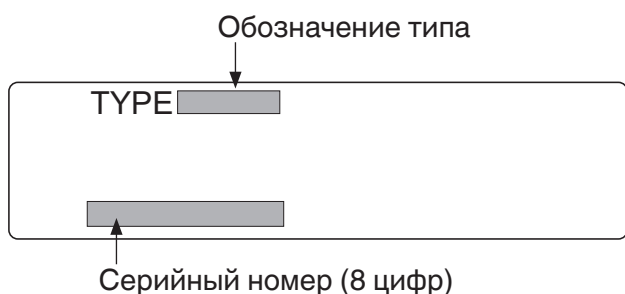 Обозначение типа
TYPE
Серийный номер (8 цифр)